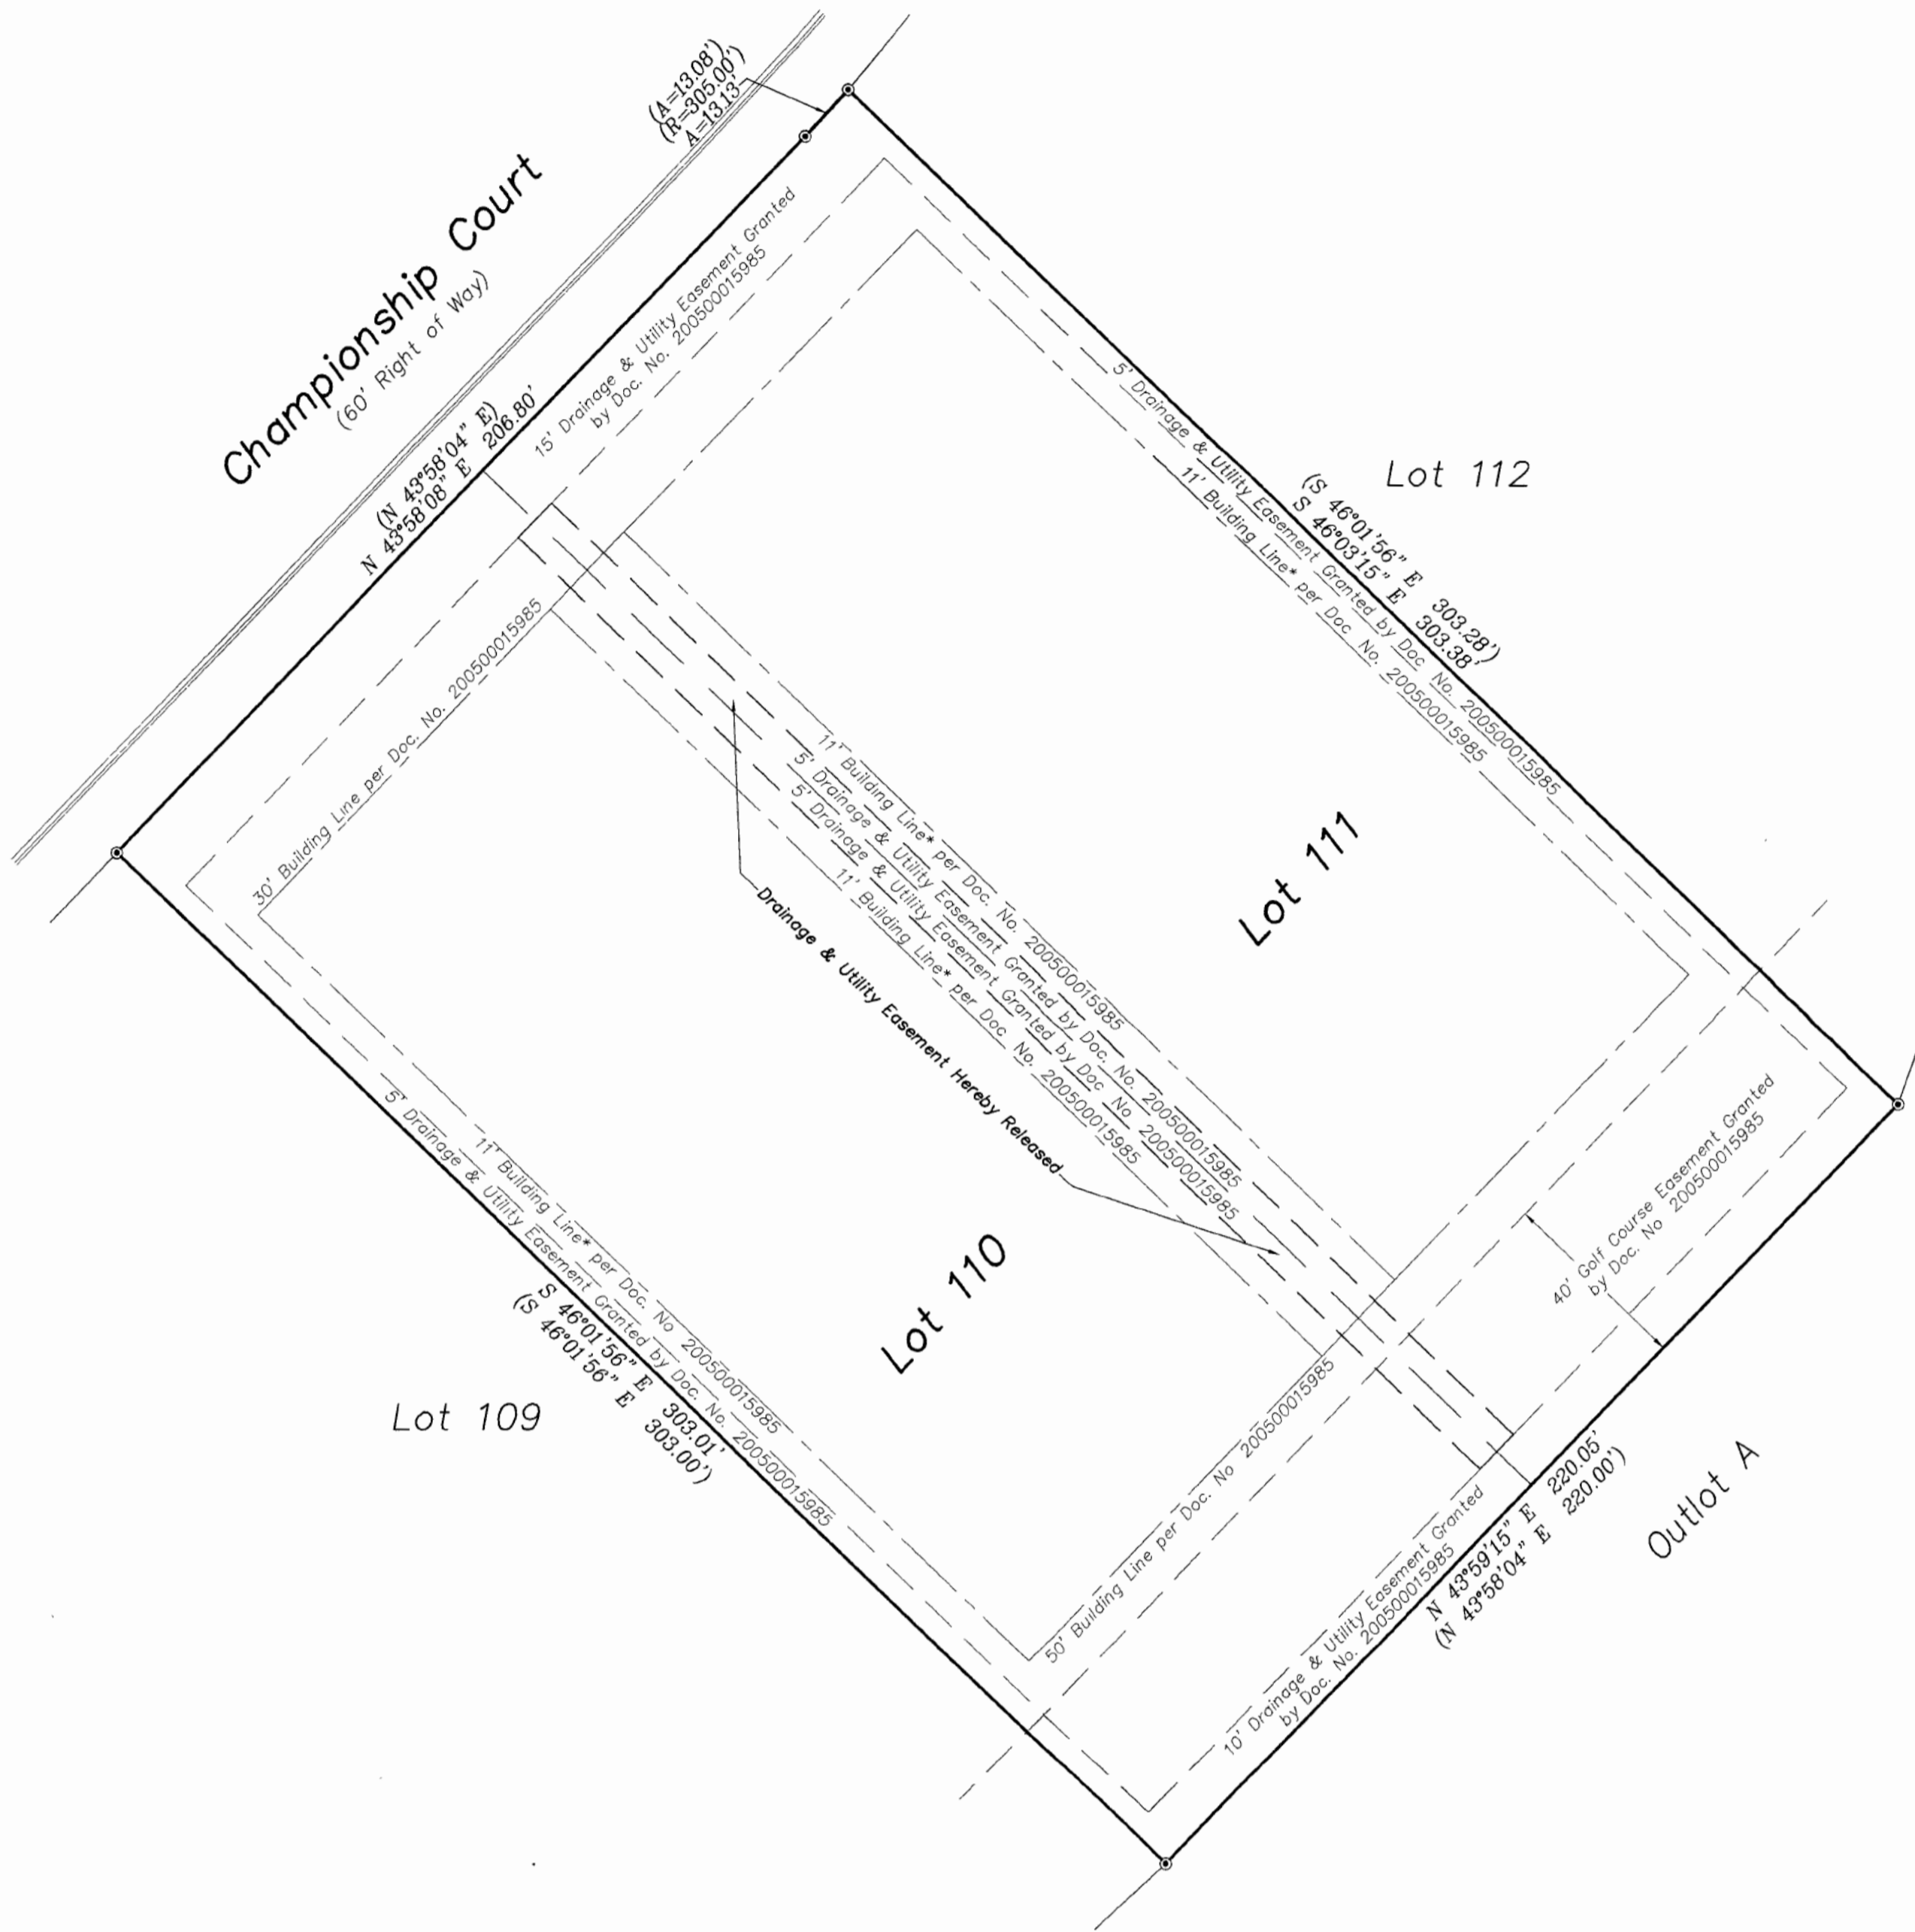 (A=13.08')
(R=305.00')
A=13.13'
Championship Court
(60' Right of Way)
(N 43°58'04" E)
N 43°58'08" E 206.80'
15' Drainage & Utility Easement Granted
by Doc. No. 200500015985
30' Building Line per Doc. No. 200500015985
5' Drainage & Utility Easement Granted by Doc. No. 200500015985
11' Building Line* per Doc. No. 200500015985
Lot 112
(S 46°01'56" E 303.28')
S 46°03'15" E 303.38'
11' Building Line* per Doc. No. 200500015985
5' Drainage & Utility Easement Granted by Doc. No. 200500015985
5' Drainage & Utility Easement Granted by Doc No 200500015985
11' Building Line* per Doc No. 200500015985
Drainage & Utility Easement Hereby Released
Lot 111
Lot 110
11' Building Line* per Doc. No 200500015985
5' Drainage & Utility Easement Granted by Doc. No. 200500015985
S 46°01'56" E 303.01'
(S 46°01'56" E 303.00')
Lot 109
40' Golf Course Easement Granted
by Doc. No 200500015985
50' Building Line per Doc. No 200500015985
10' Drainage & Utility Easement Granted
by Doc. No. 200500015985
N 43°59'15" E 220.05'
(N 43°58'04" E 220.00')
Outlot A